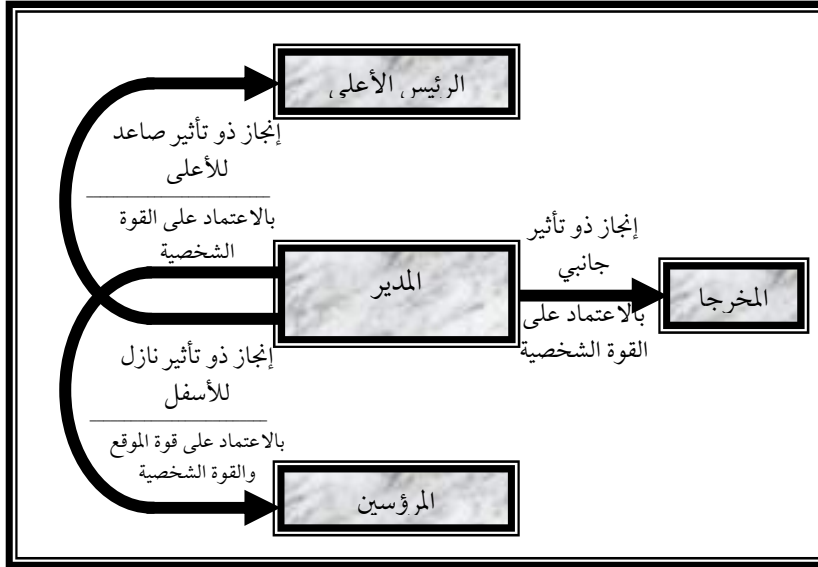 الرئيس الأعلى
إنجاز ذو تأثير صاعد
للأعلى
بالاعتماد على القوة
الشخصية
إنجاز ذو تأثير
جانبي
المدير
المخرجا
بالاعتماد على
القوة الشخصية
إنجاز ذو تأثير نازل
للأسفل
بالاعتماد على قوة الموقع
والقوة الشخصية
المرؤسين